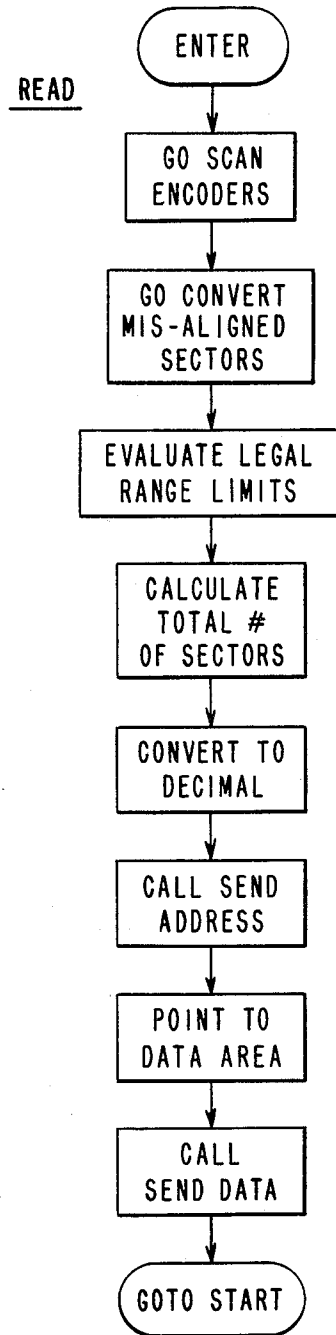 ENTER
READ
GO SCAN
ENCODERS
GO CONVERT
MIS-ALIGNED
SECTORS
EVALUATE LEGAL
RANGE LIMITS
CALCULATE
TOTAL #
OF SECTORS
CONVERT TO
DECIMAL
CALL SEND
ADDRESS
POINT TO
DATA AREA
CALL
SEND DATA
GOTO START